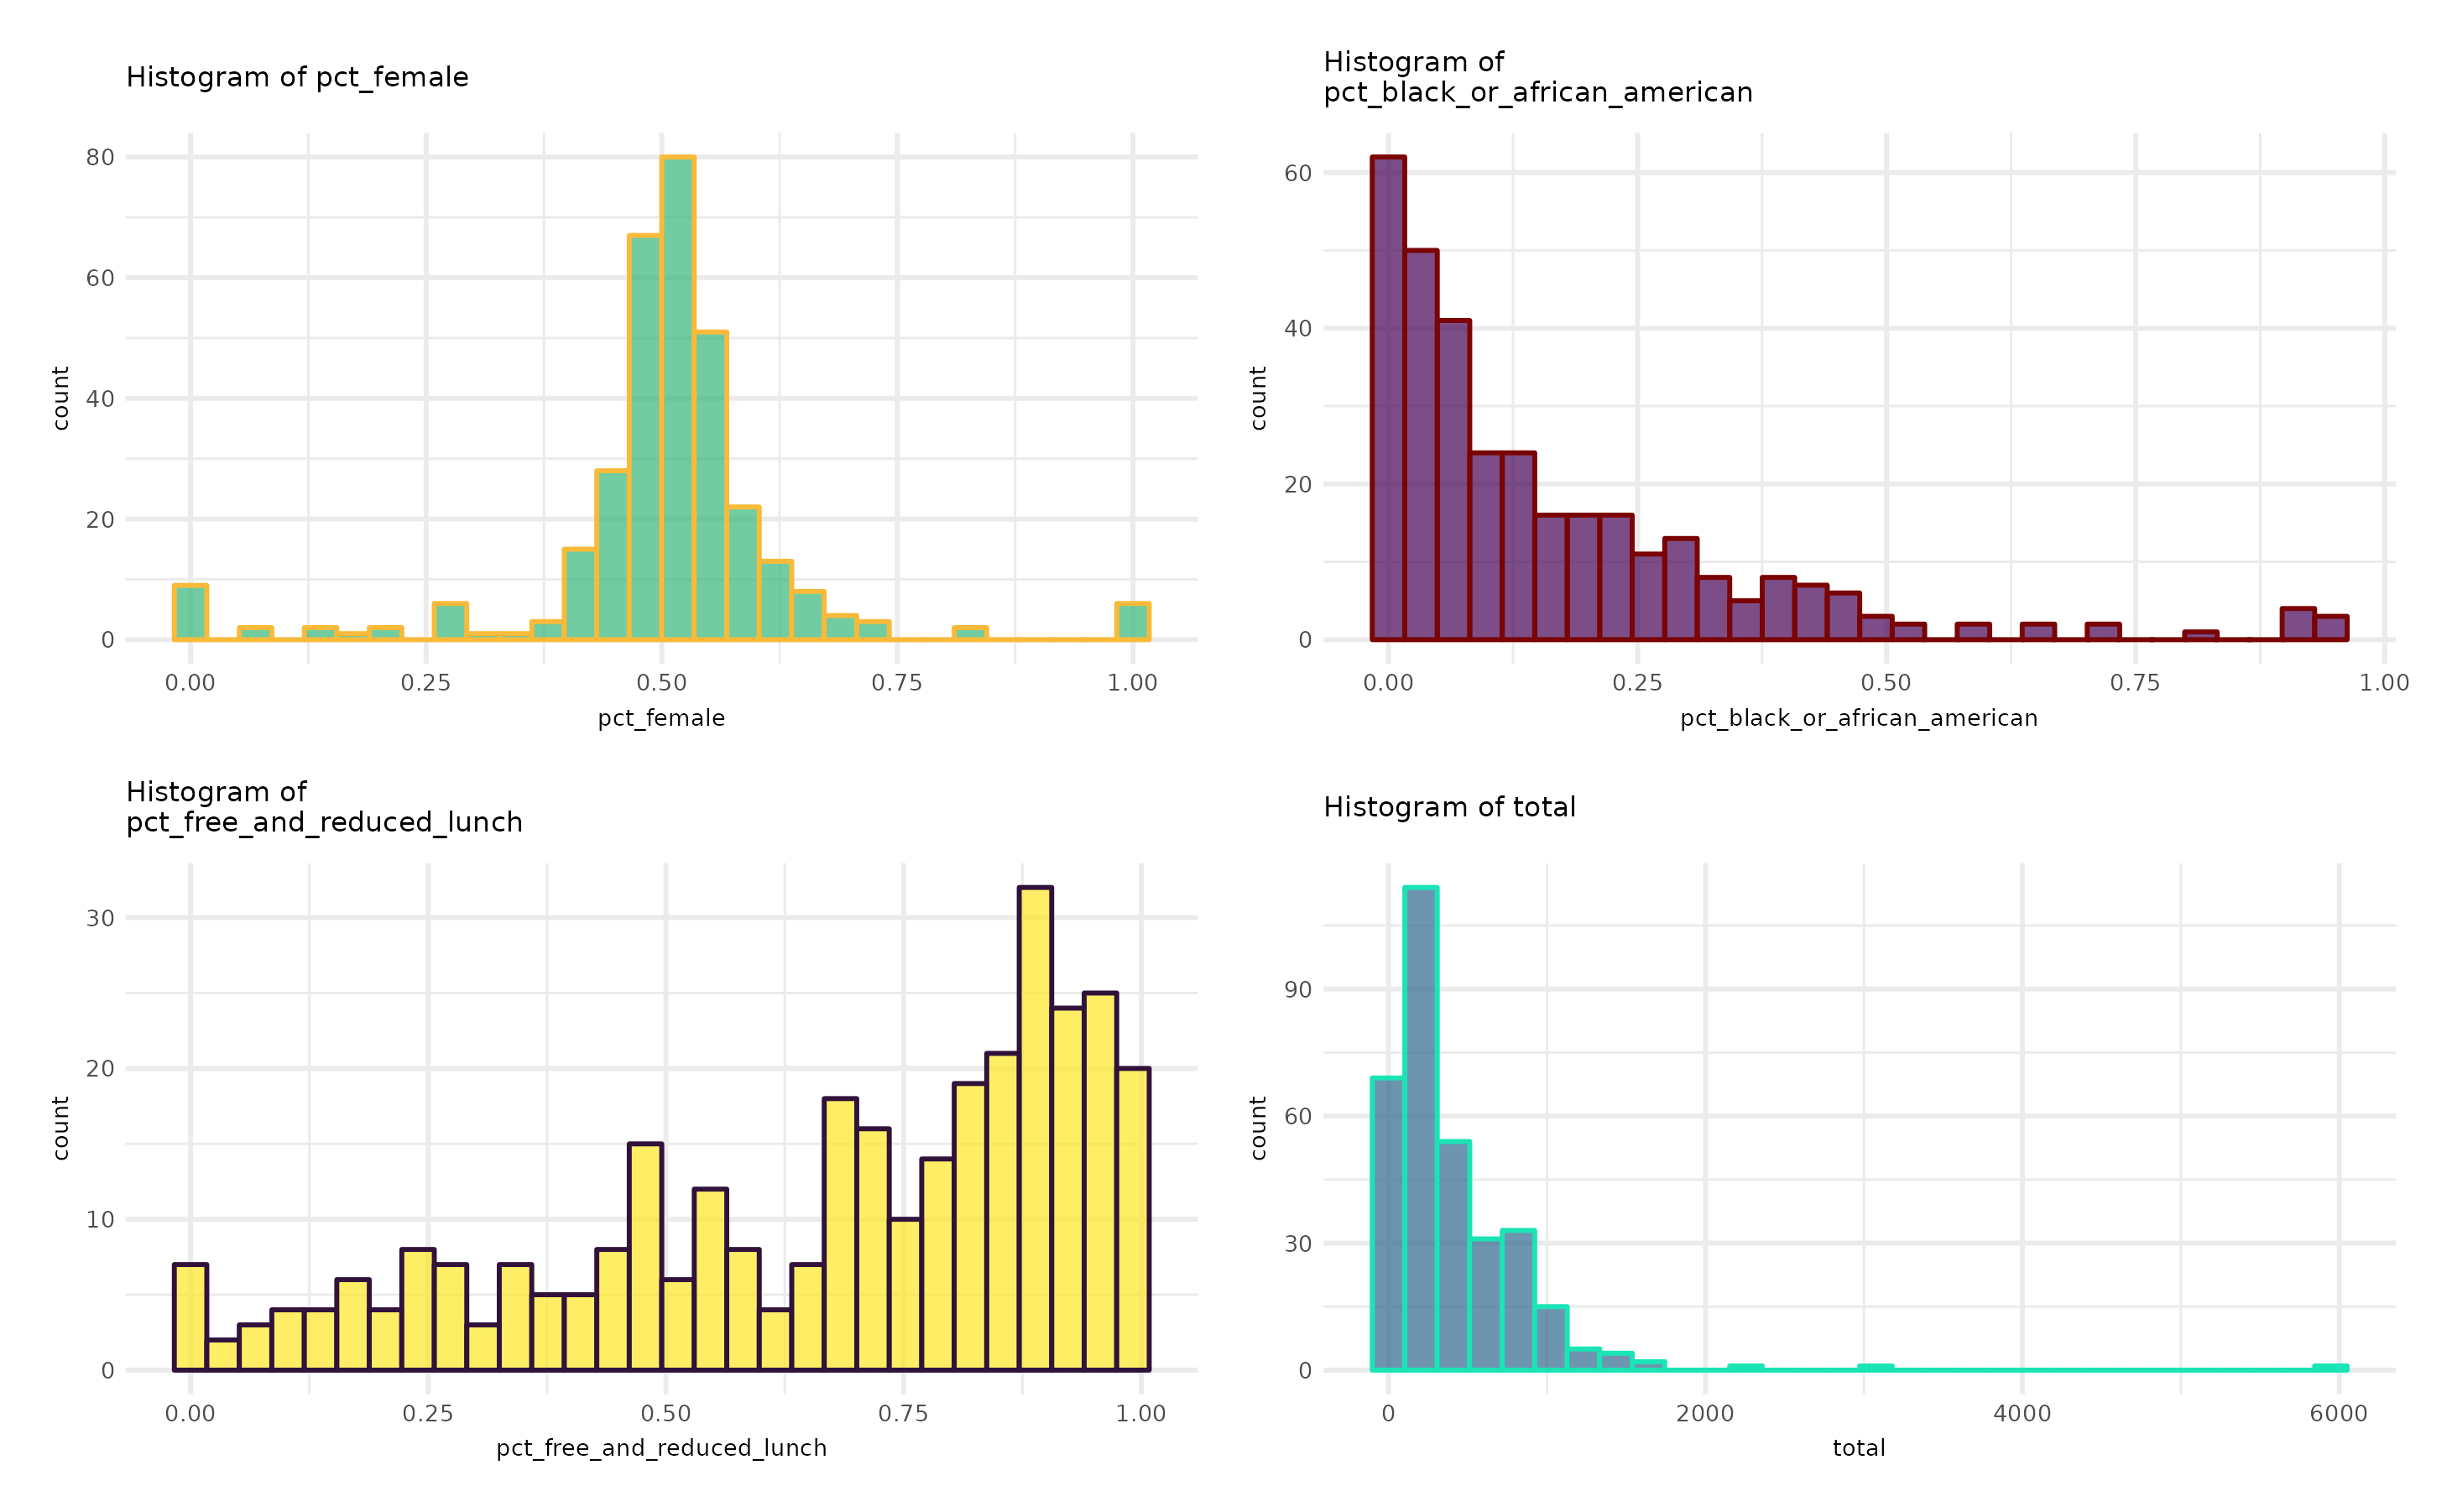 Histogram of pct_female
80
60
40
20
0
count
0.00 0.25 0.50 0.75 1.00
pct_female
Histogram of
pct_black_or_african_american
60
40
20
0
count
0.00 0.25 0.50 0.75 1.00
pct_black_or_african_american
Histogram of
pct_free_and_reduced_lunch
30
20
10
0
count
0.00 0.25 0.50 0.75 1.00
pct_free_and_reduced_lunch
Histogram of total
90
60
30
0
count
0 2000 4000 6000
total